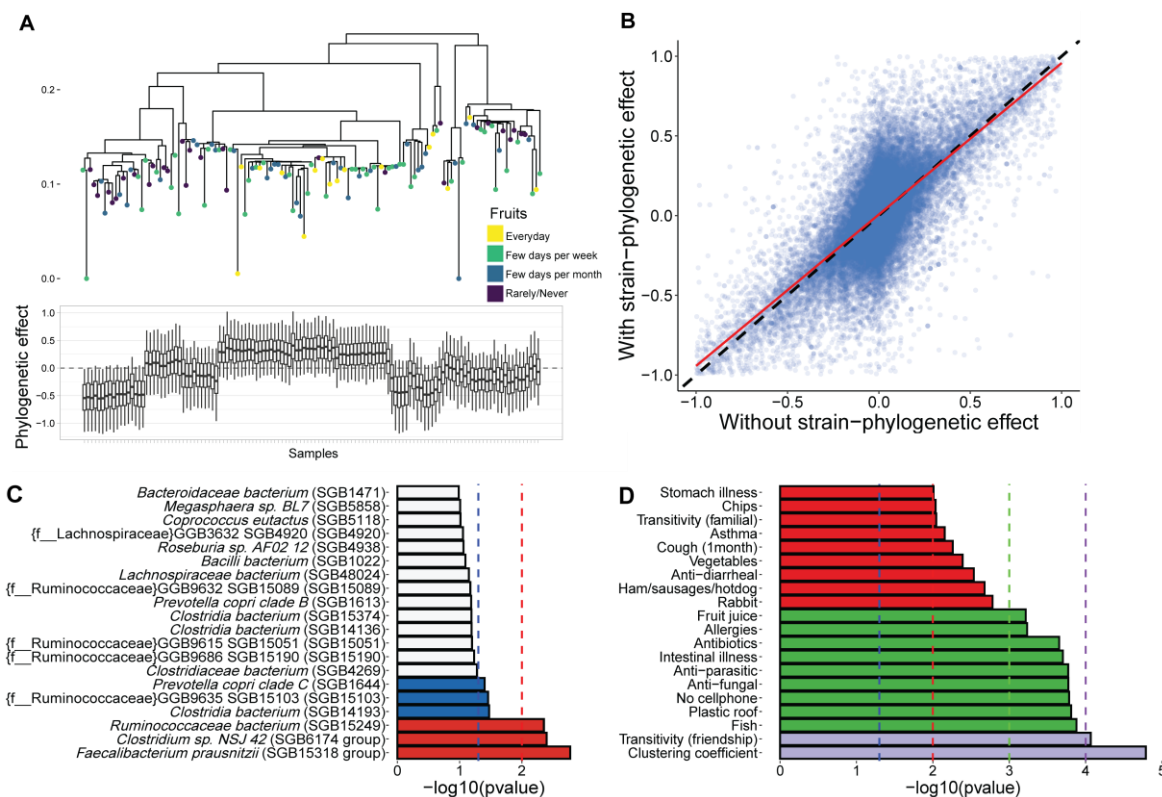 A
0.2
0.1
0.0
Fruits
Everyday
Few days per week
Few days per month
Rarely/Never
Phylogenetic effect
1.0
0.5
0.0
−0.5
−1.0
Samples
B
With strain−phylogenetic effect
1.0
0.5
0.0
−0.5
−1.0
−1.0
−0.5
0.0
0.5
1.0
Without strain−phylogenetic effect
C
Bacteroidaceae bacterium (SGB1471)
Megasphaera sp. BL7 (SGB5858)
Coprococcus eutactus (SGB5118)
{f__Lachnospiraceae}GGB3632 SGB4920 (SGB4920)
Roseburia sp. AF02 12 (SGB4938)
Bacilli bacterium (SGB1022)
Lachnospiraceae bacterium (SGB48024)
{f__Ruminococcaceae}GGB9632 SGB15089 (SGB15089)
Prevotella copri clade B (SGB1613)
Clostridia bacterium (SGB15374)
Clostridia bacterium (SGB14136)
{f__Ruminococcaceae}GGB9615 SGB15051 (SGB15051)
{f__Ruminococcaceae}GGB9686 SGB15190 (SGB15190)
Clostridiaceae bacterium (SGB4269)
Prevotella copri clade C (SGB1644)
{f__Ruminococcaceae}GGB9635 SGB15103 (SGB15103)
Clostridia bacterium (SGB14193)
Ruminococcaceae bacterium (SGB15249)
Clostridium sp. NSJ 42 (SGB6174 group)
Faecalibacterium prausnitzii (SGB15318 group)
0
1
2
−log10(pvalue)
D
Stomach illness
Chips
Transitivity (familial)
Asthma
Cough (1month)
Vegetables
Anti−diarrheal
Ham/sausages/hotdog
Rabbit
Fruit juice
Allergies
Antibiotics
Intestinal illness
Anti−parasitic
Anti−fungal
No cellphone
Plastic roof
Fish
Transitivity (friendship)
Clustering coefficient
0
1
2
3
4
5
−log10(pvalue)